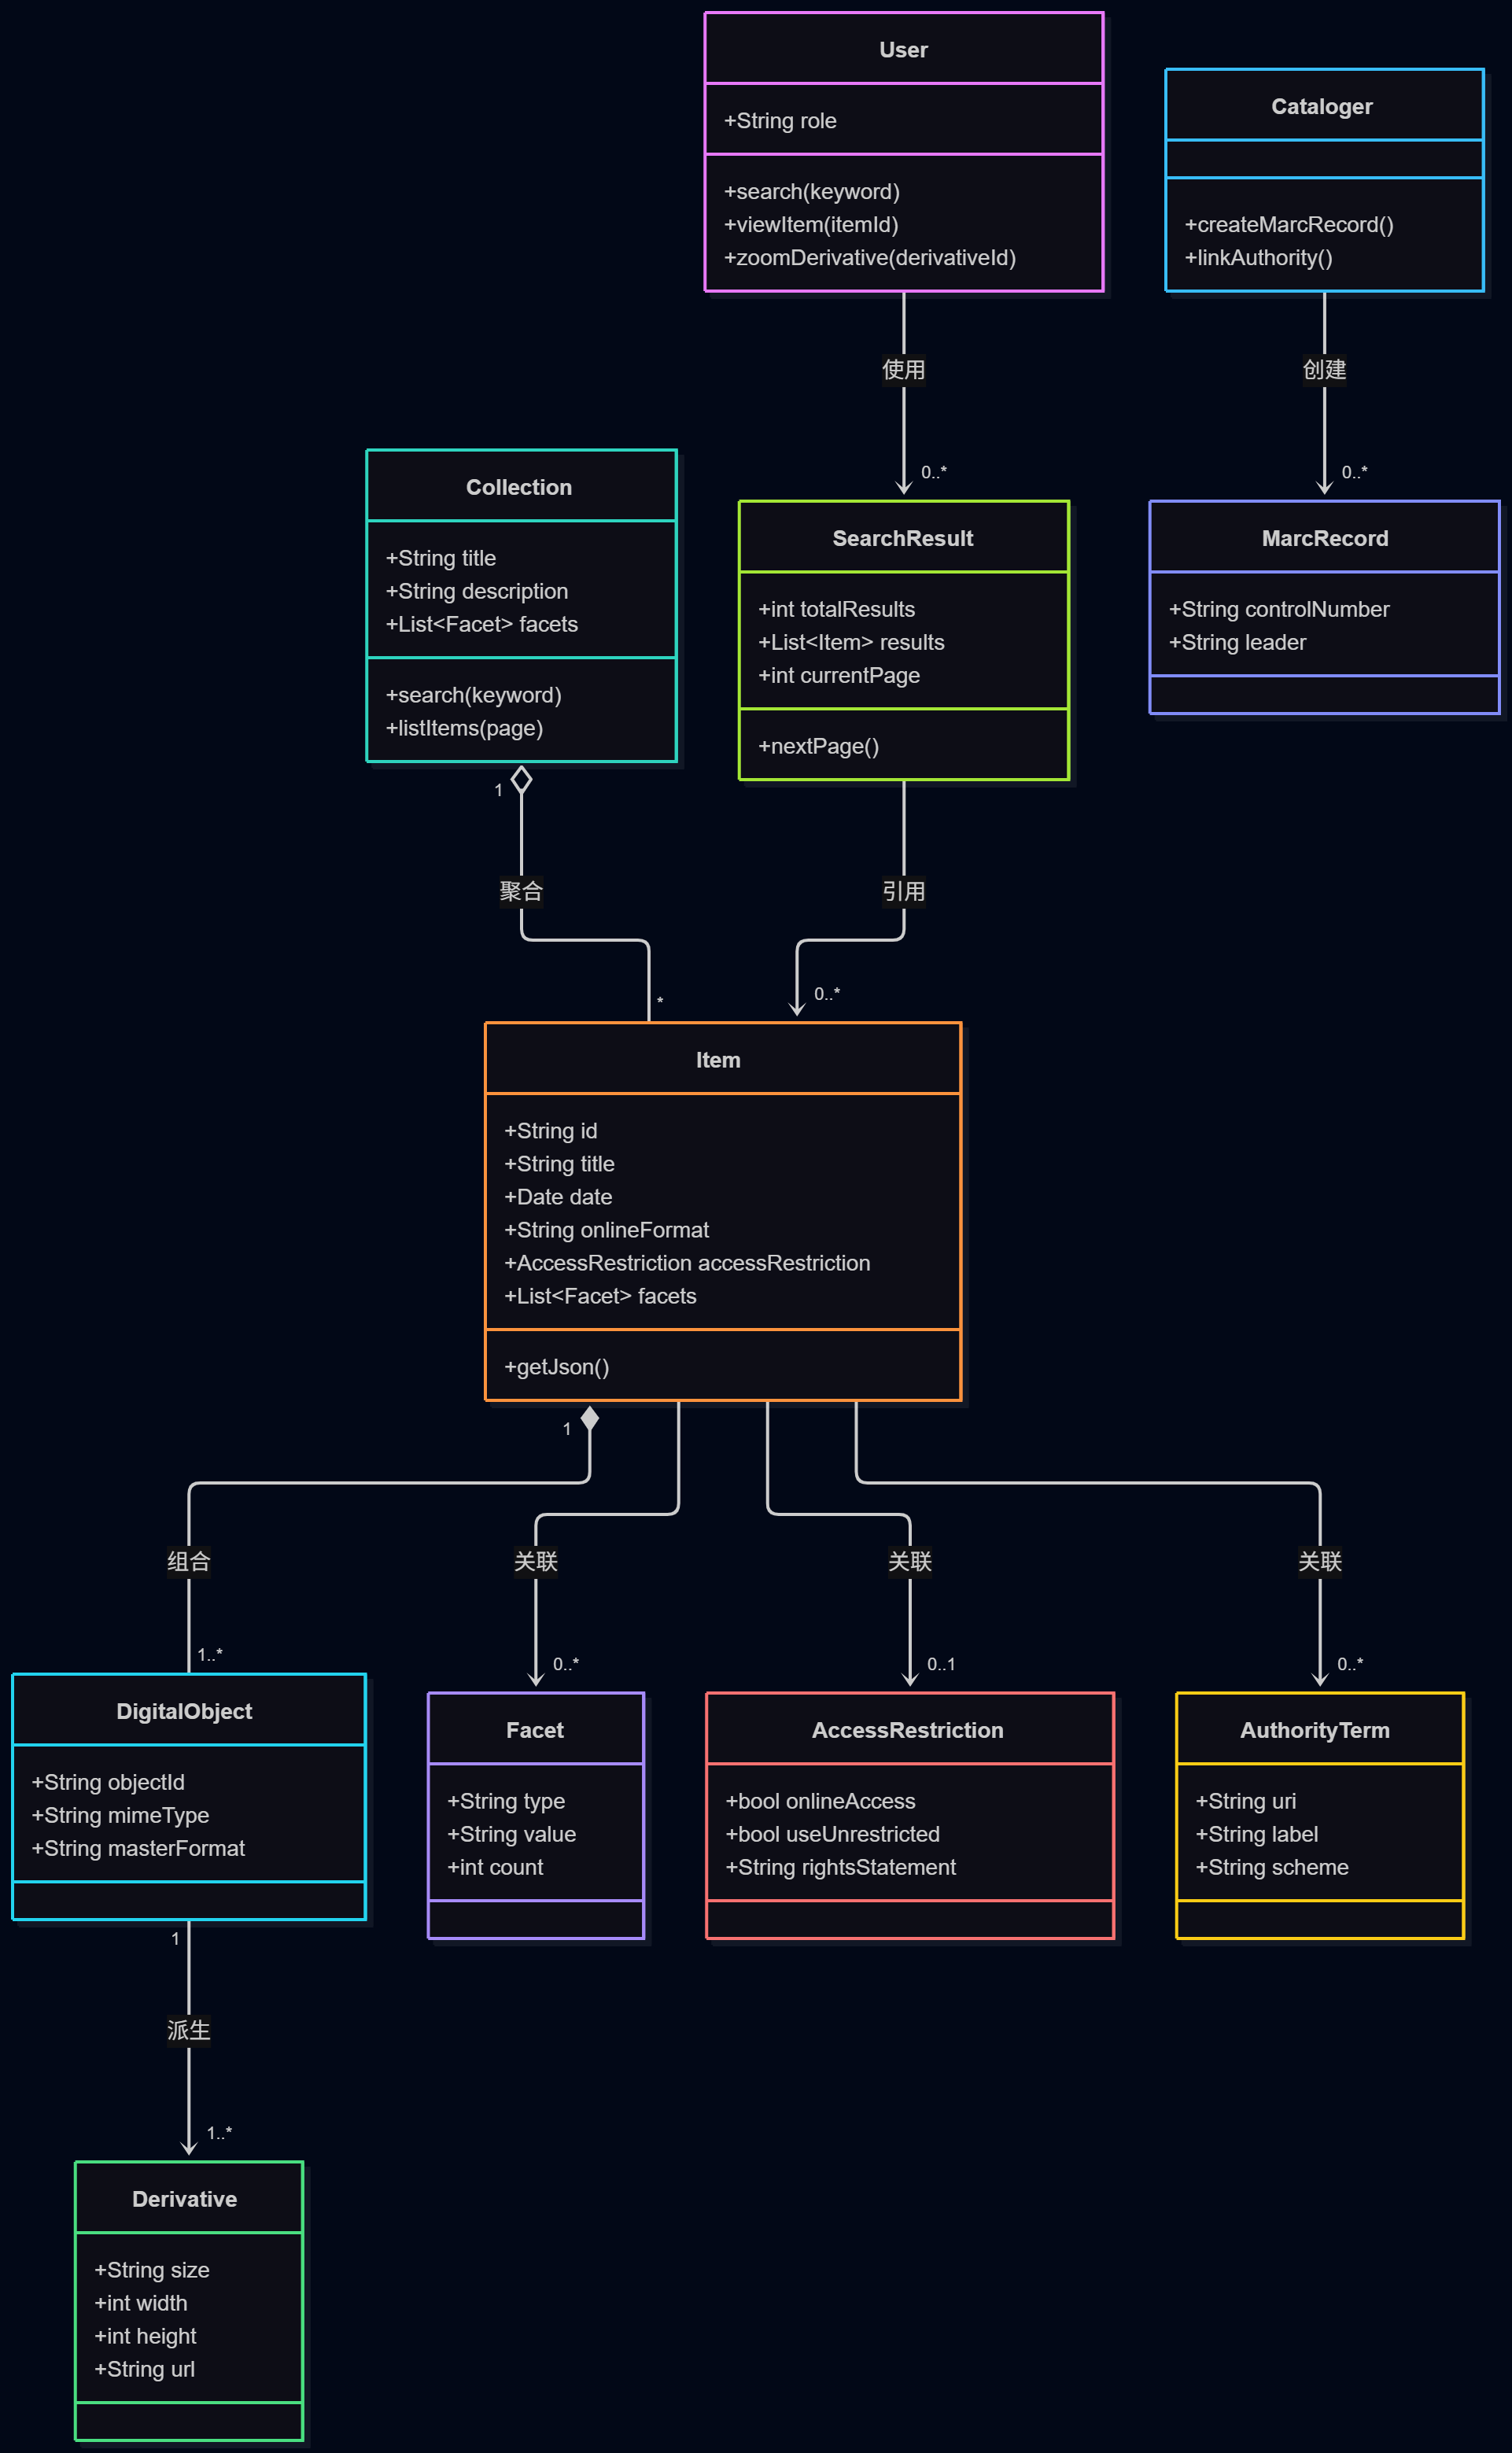 User
+String role
+search(keyword)
+viewItem(itemId)
+zoomDerivative(derivativeId)
Cataloger
+createMarcRecord()
+linkAuthority()
使用
0..*
创建
0..*
Collection
+String title
+String description
+List<Facet> facets
+search(keyword)
+listItems(page)
SearchResult
+int totalResults
+List<Item> results
+int currentPage
+nextPage()
MarcRecord
+String controlNumber
+String leader
1
聚合
*
引用
0..*
Item
+String id
+String title
+Date date
+String onlineFormat
+AccessRestriction accessRestriction
+List<Facet> facets
+getJson()
1
组合
1..*
关联
0..*
关联
0..1
关联
0..*
DigitalObject
+String objectId
+String mimeType
+String masterFormat
Facet
+String type
+String value
+int count
AccessRestriction
+bool onlineAccess
+bool useUnrestricted
+String rightsStatement
AuthorityTerm
+String uri
+String label
+String scheme
1
派生
1..*
Derivative
+String size
+int width
+int height
+String url